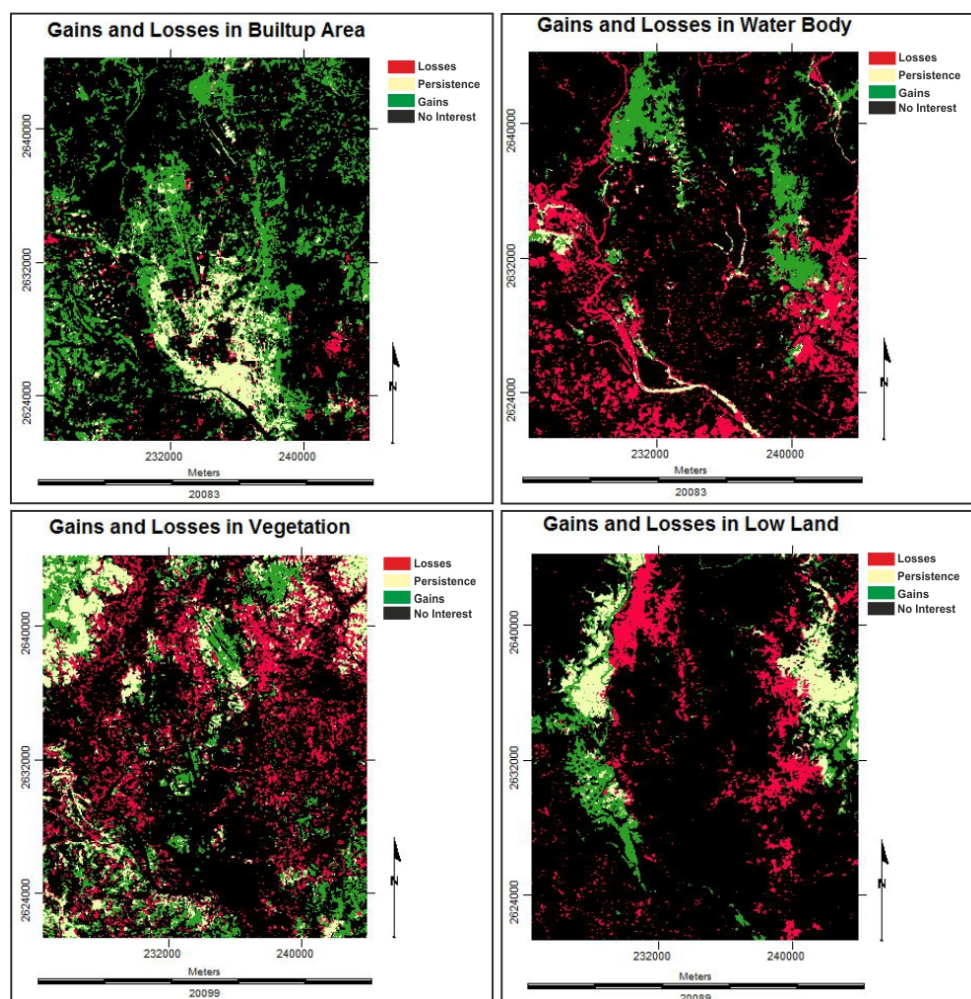 Gains and Losses in Builtup Area
Losses
Persistence
Gains
No Interest
2640000
2632000
2624000
N
232000 240000
Meters
20083
Gains and Losses in Water Body
Losses
Persistence
Gains
No Interest
2640000
2632000
2624000
N
232000 240000
Meters
20083
Gains and Losses in Vegetation
Losses
Persistence
Gains
No Interest
2640000
2632000
2624000
N
232000 240000
Meters
20099
Gains and Losses in Low Land
Losses
Persistence
Gains
No Interest
2640000
2632000
2624000
N
232000 240000
Meters
20089